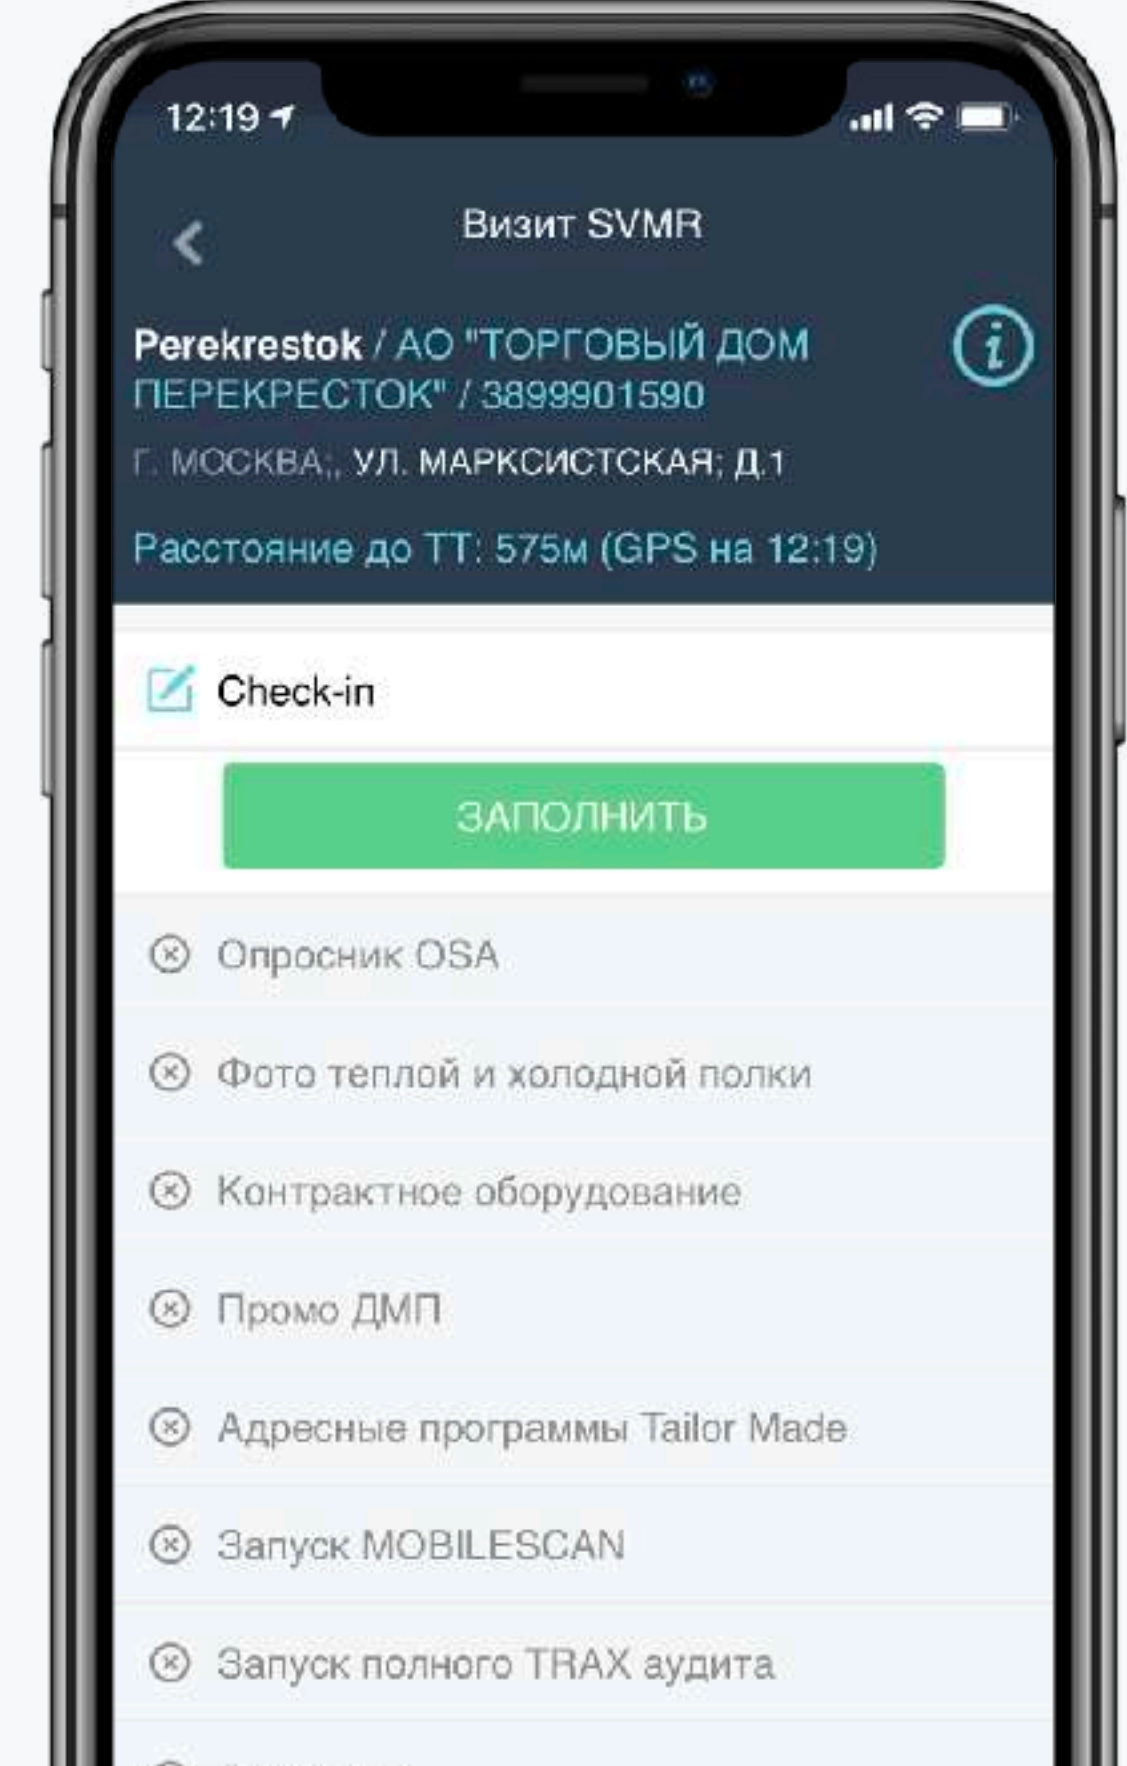 12:19
Визит SVMR
Perekrestok / АО "ТОРГОВЫЙ ДОМ
ПЕРЕКРЕСТОК" / 3899901590
Г. МОСКВА;, УЛ. МАРКСИСТСКАЯ; Д.1
Расстояние до ТТ: 575м (GPS на 12:19)
Check-in
ЗАПОЛНИТЬ
Опросник OSA
Фото теплой и холодной полки
Контрактное оборудование
Промо ДМП
Адресные программы Tailor Made
Запуск MOBILESCAN
Запуск полного TRAX аудита